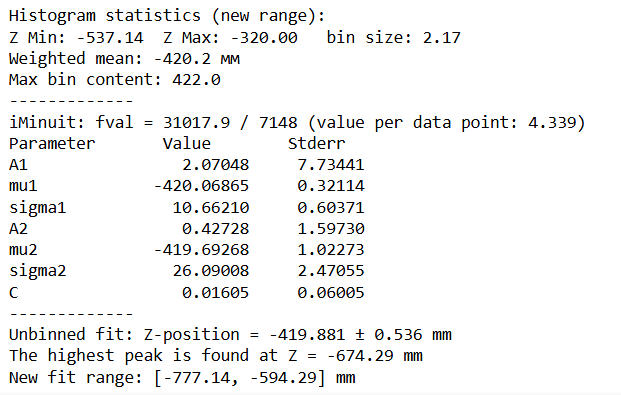 Histogram statistics (new range):
Z Min: -537.14  Z Max: -320.00   bin size: 2.17
Weighted mean: -420.2 мм
Max bin content: 422.0
-------------
iMinuit: fval = 31017.9 / 7148 (value per data point: 4.339)
Parameter       Value        Stderr
A1                2.07048     7.73441
mu1            -420.06865     0.32114
sigma1           10.66210     0.60371
A2                0.42728     1.59730
mu2            -419.69268     1.02273
sigma2           26.09008     2.47055
C                 0.01605     0.06005
-------------
Unbinned fit: Z-position = -419.881 ± 0.536 mm
The highest peak is found at Z = -674.29 mm
New fit range: [-777.14, -594.29] mm